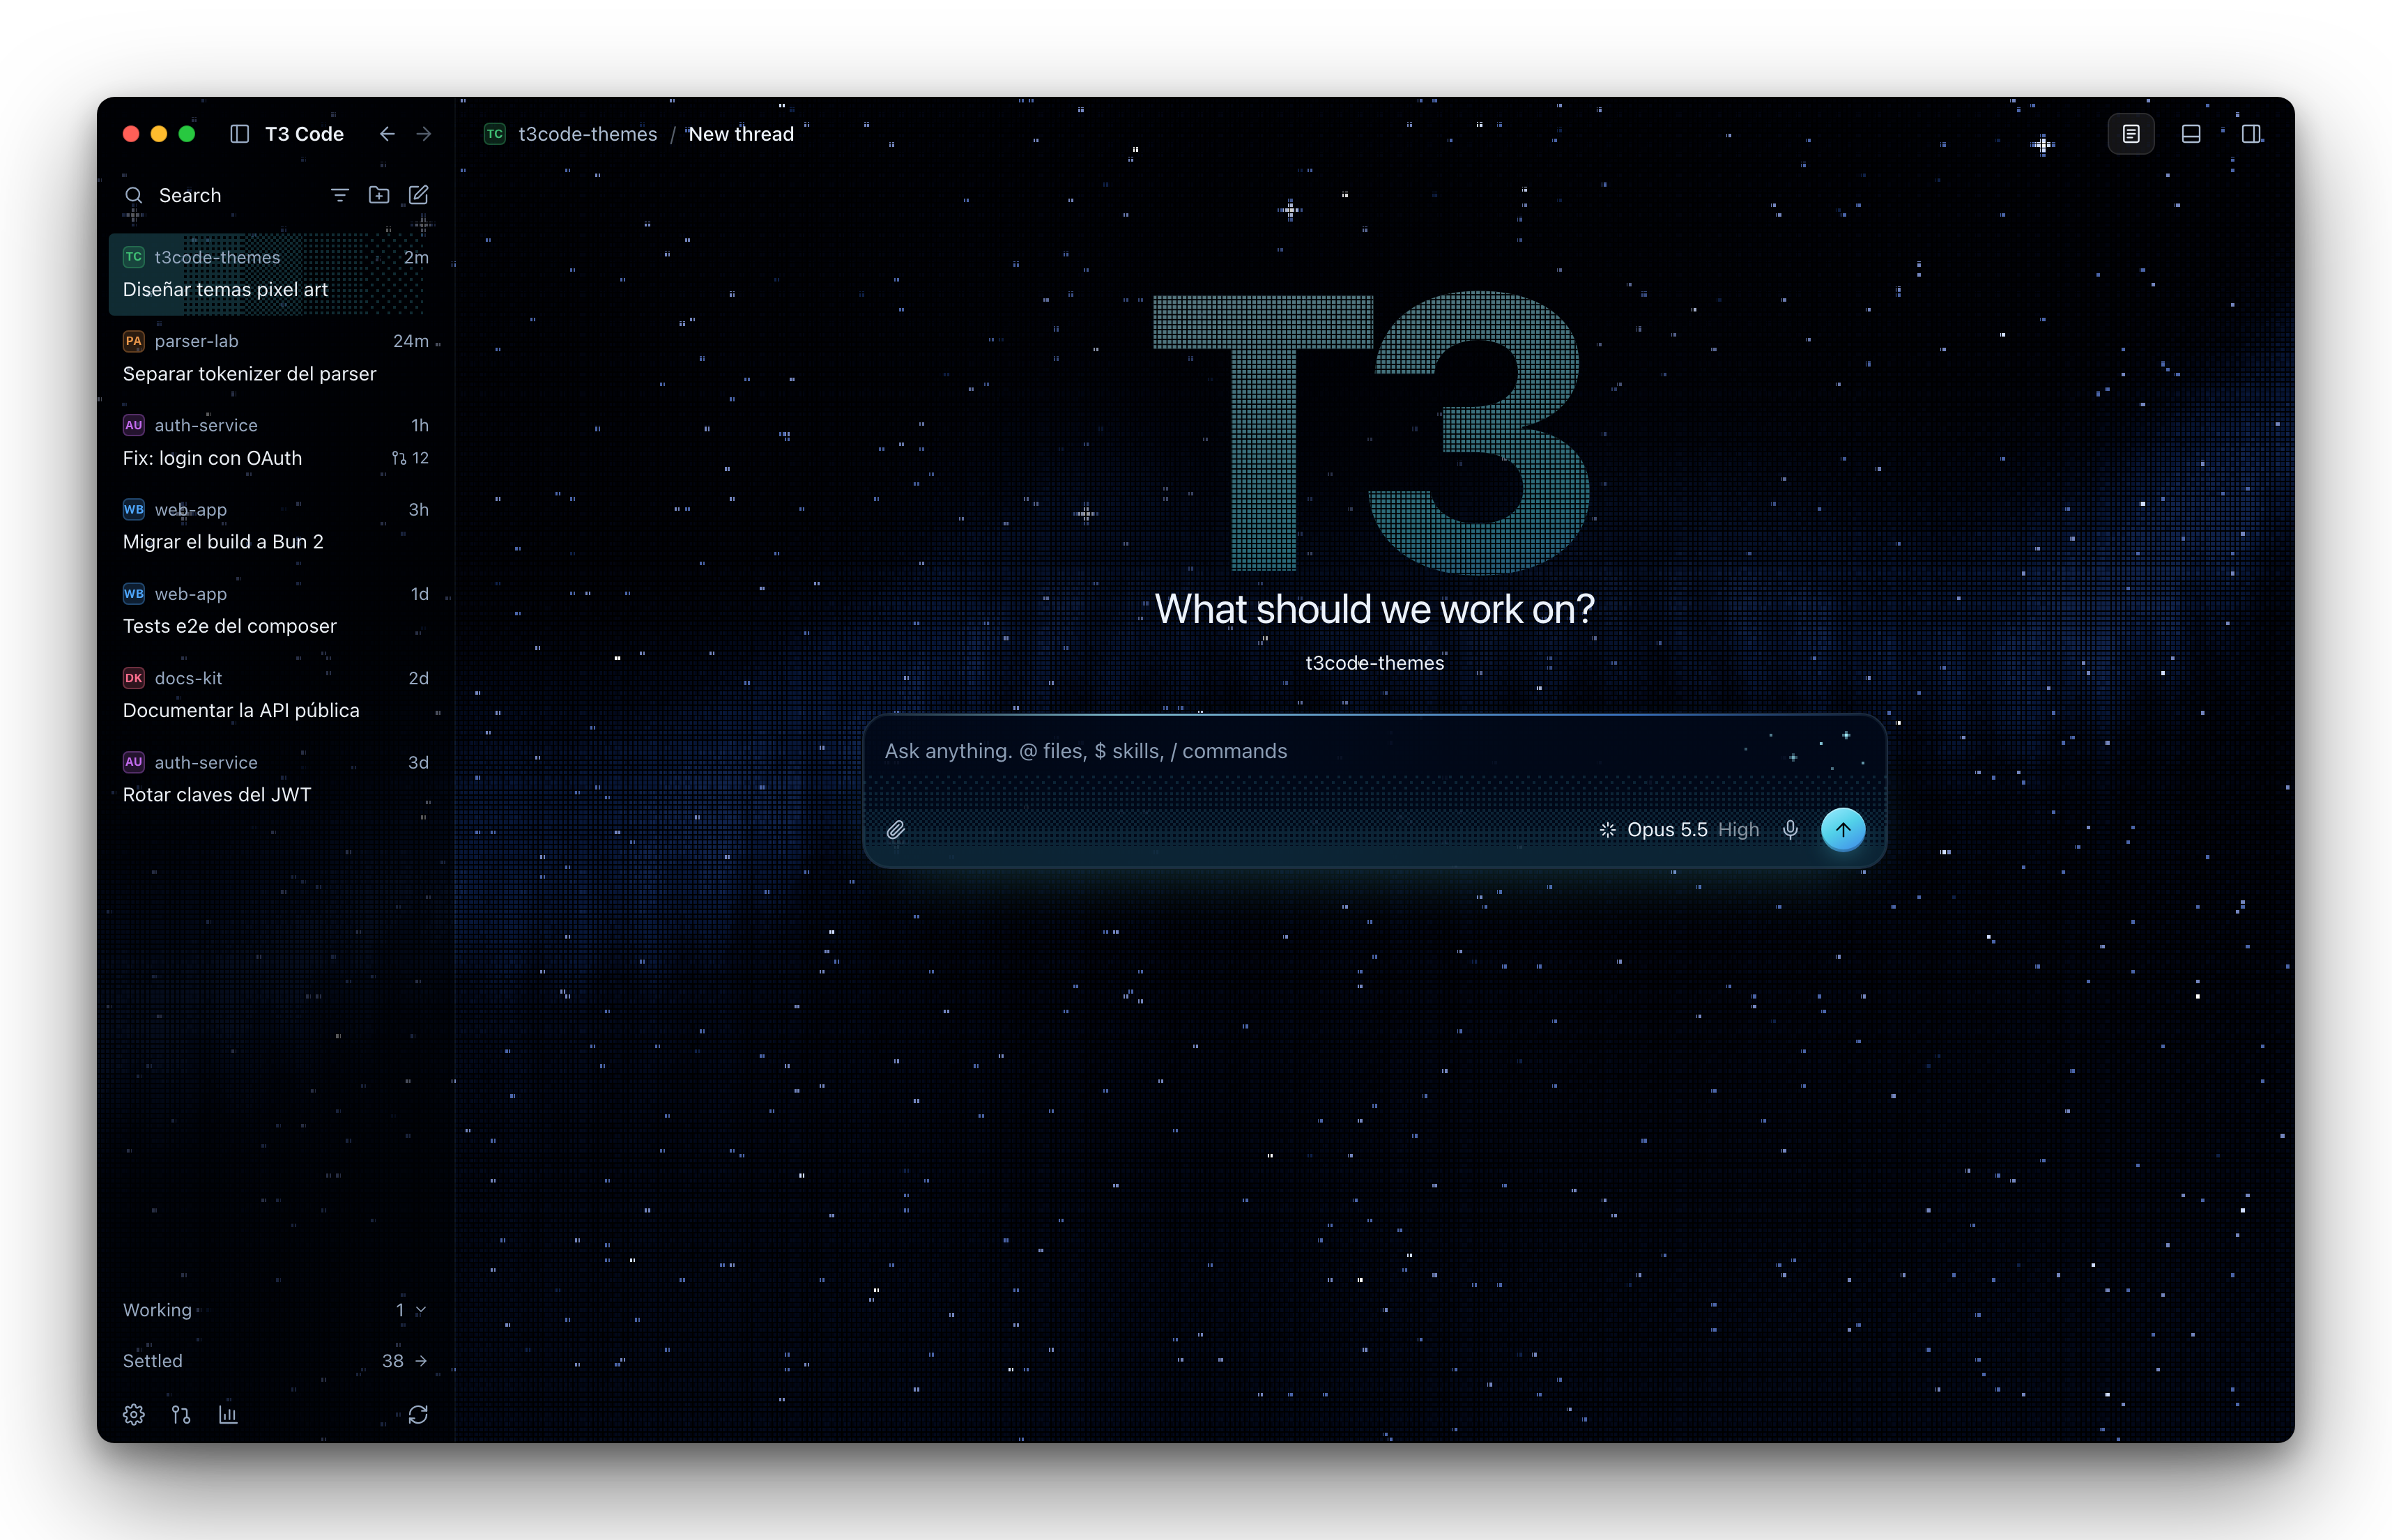 T3 Code
Search
TC t3code-themes 2m
Diseñar temas pixel art
PA parser-lab 24m
Separar tokenizer del parser
AU auth-service 1h
Fix: login con OAuth 12
WB web-app 3h
Migrar el build a Bun 2
WB web-app 1d
Tests e2e del composer
DK docs-kit 2d
Documentar la API pública
AU auth-service 3d
Rotar claves del JWT
Working 1
Settled 38
TC t3code-themes / New thread
T3
What should we work on?
t3code-themes
Ask anything. @ files, $ skills, / commands
Opus 5.5 High